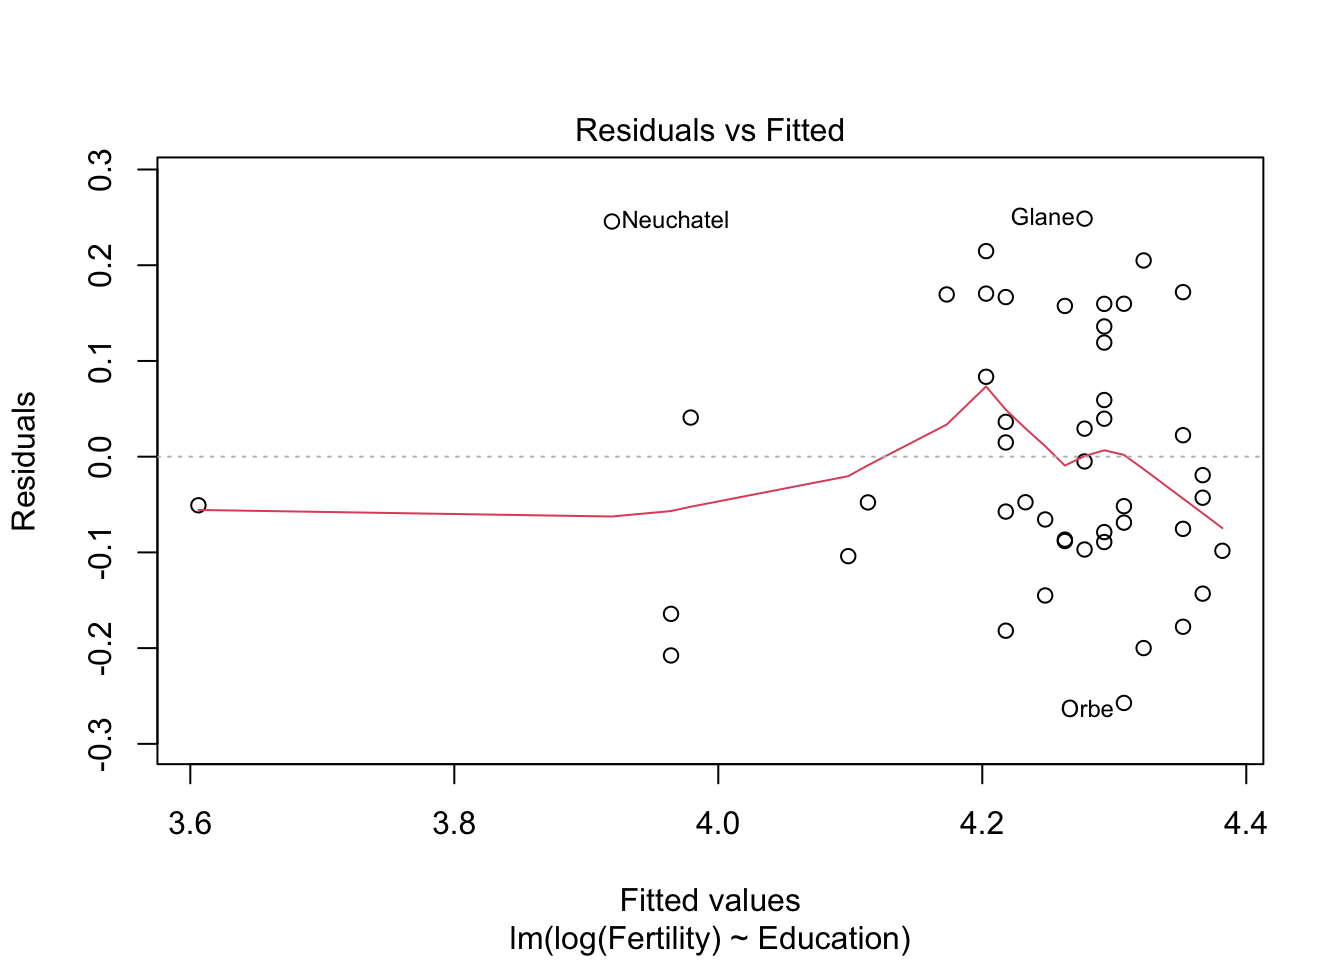 Residuals vs Fitted
Residuals
0.3
0.2
0.1
0.0
-0.1
-0.2
-0.3
Neuchatel
Glane
Orbe
3.6 3.8 4.0 4.2 4.4
Fitted values
lm(log(Fertility) ~ Education)